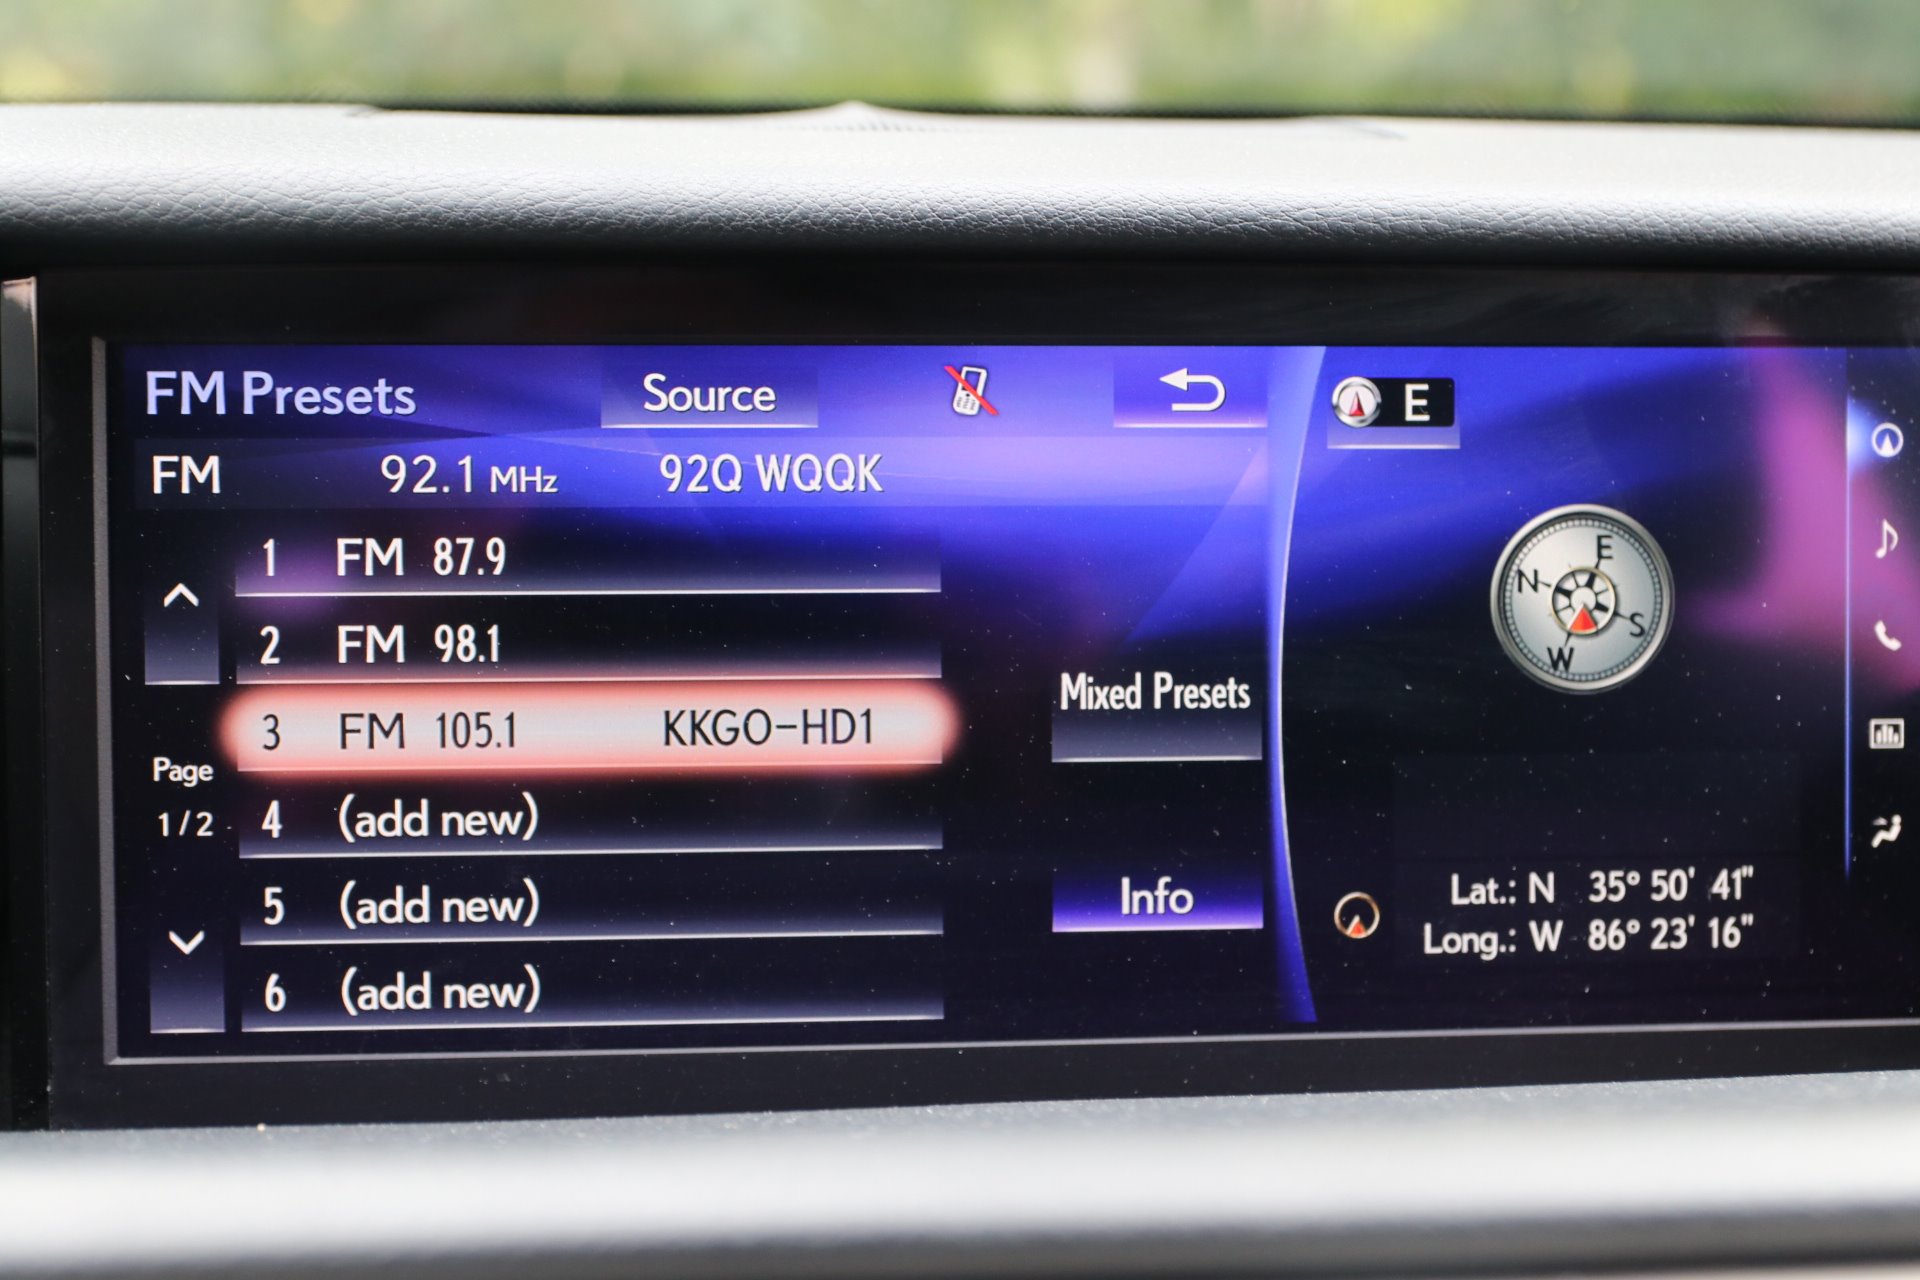 FM Presets Source
E
FM 92.1 MHz 92Q WQQK
1 FM 87.9
2 FM 98.1
3 FM 105.1 KKGO-HD1
4 (add new)
5 (add new)
6 (add new)
Page
1/2
Mixed Presets
Info
E
N
S
W
Lat.: N 35° 50' 41"
Long.: W 86° 23' 16"